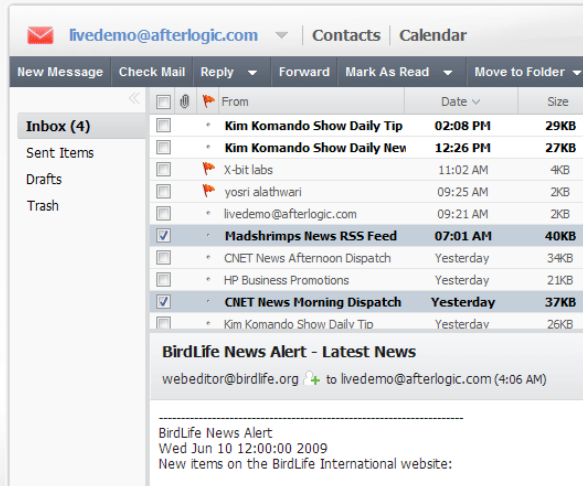 livedemo@afterlogic.com Contacts Calendar
New Message Check Mail Reply Forward Mark As Read Move to Folder
From Date Size
Inbox (4)
Sent Items
Drafts
Trash
Kim Komando Show Daily Tip 02:08 PM 29KB
Kim Komando Show Daily New 12:26 PM 27KB
X-bit labs 11:02 AM 4KB
yosri alathwari 09:25 AM 2KB
livedemo@afterlogic.com 09:21 AM 2KB
Madshrimps News RSS Feed 07:01 AM 40KB
CNET News Afternoon Dispatch Yesterday 34KB
HP Business Promotions Yesterday 21KB
CNET News Morning Dispatch Yesterday 37KB
Kim Komando Show Daily Tip Yesterday 26KB
BirdLife News Alert - Latest News
webeditor@birdlife.org to livedemo@afterlogic.com (4:06 AM)
----------------------------------------------------------------------
BirdLife News Alert
Wed Jun 10 12:00:00 2009
New items on the BirdLife International website: